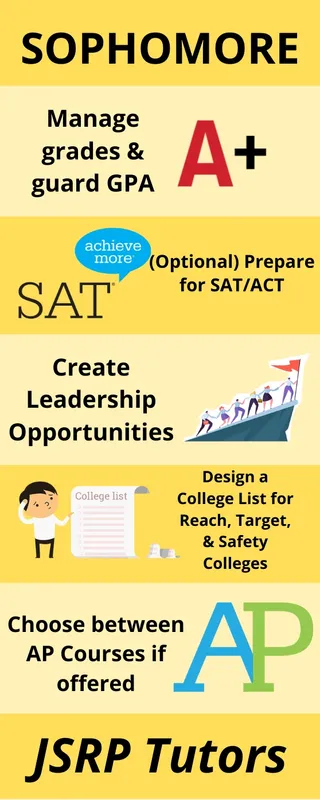 SOPHOMORE
Manage
grades &
guard GPA
A+
achieve
more
SAT
(Optional) Prepare
for SAT/ACT
Create
Leadership
Opportunities
College list
Design a
College List for
Reach, Target,
& Safety
Colleges
Choose between
AP Courses if
offered
AP
JSRP Tutors